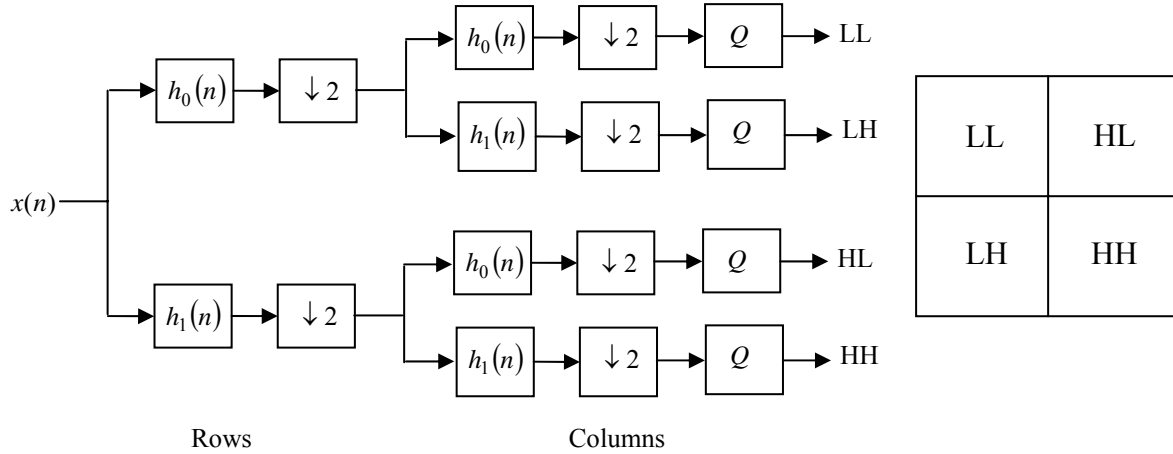 h₀(n) ↓ 2 Q LL
h₀(n) ↓ 2
h₁(n) ↓ 2 Q LH
x(n)
h₀(n) ↓ 2 Q HL
h₁(n) ↓ 2
h₁(n) ↓ 2 Q HH
Rows Columns
LL HL
LH HH